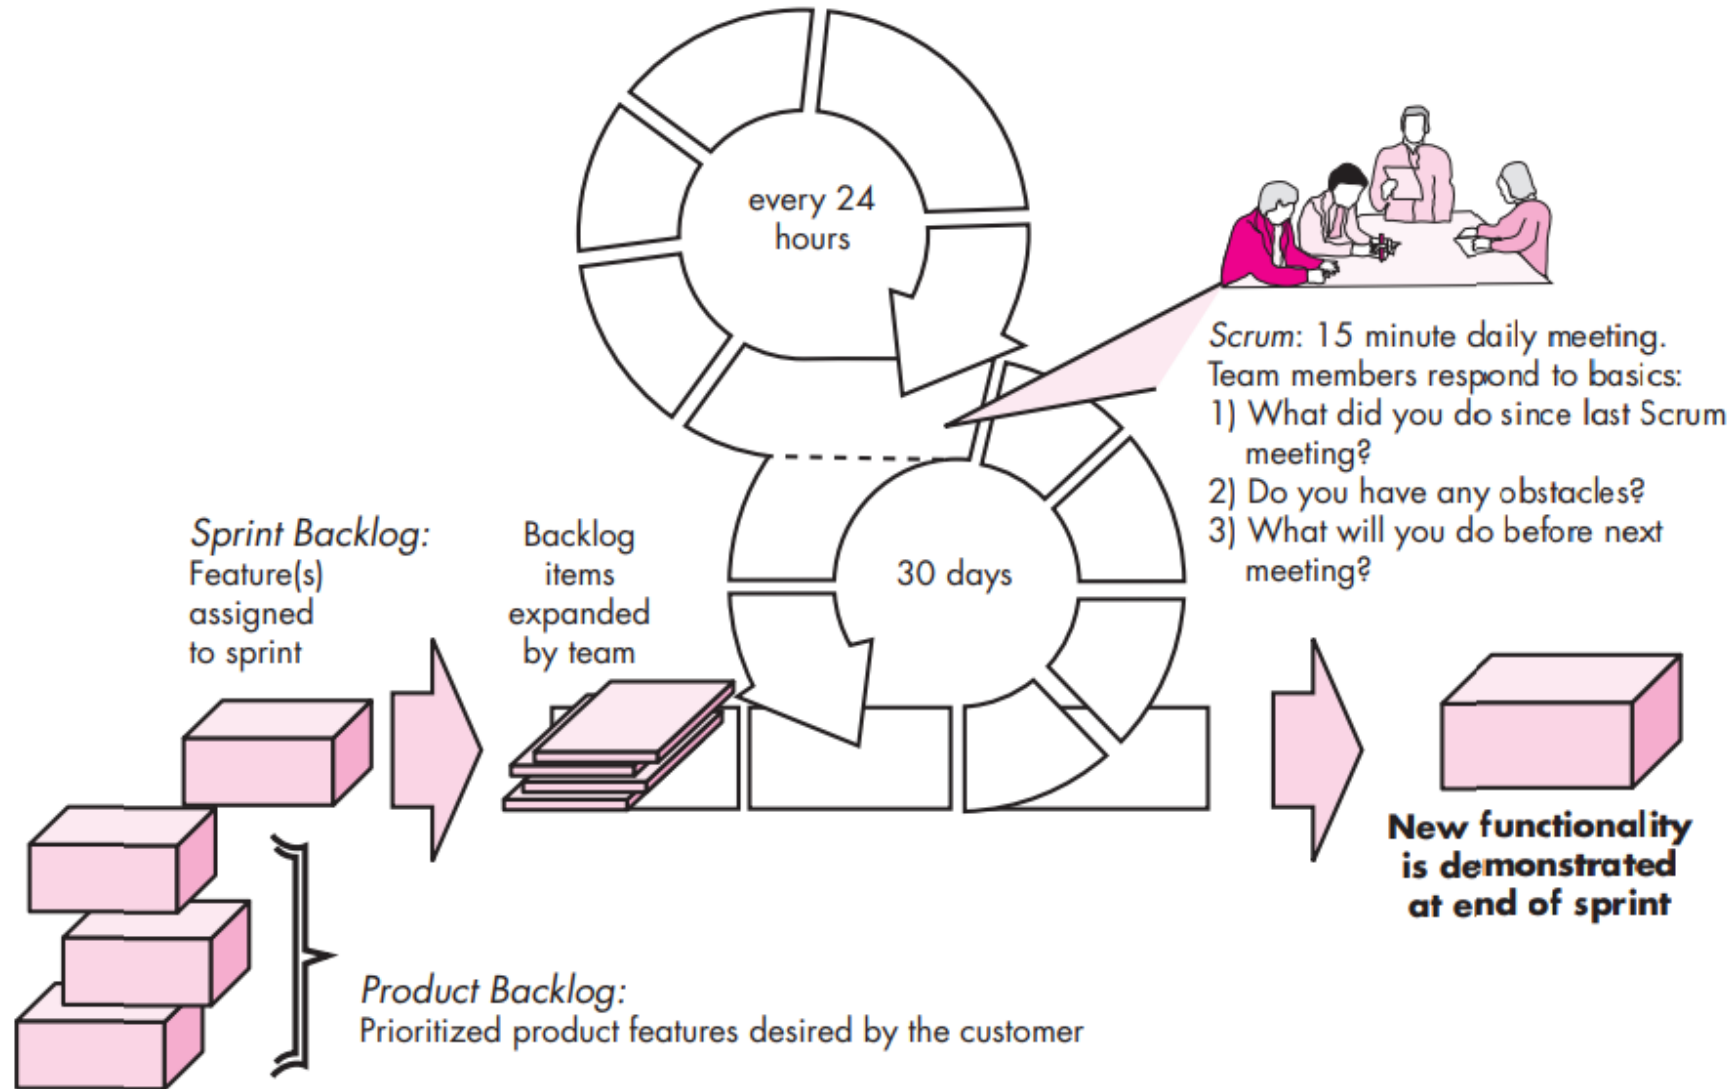 every 24
hours
Scrum: 15 minute daily meeting.
Team members respond to basics:
1) What did you do since last Scrum
meeting?
2) Do you have any obstacles?
3) What will you do before next
meeting?
Sprint Backlog:
Feature(s)
assigned
to sprint
Backlog
items
expanded
by team
30 days
New functionality
is demonstrated
at end of sprint
Product Backlog:
Prioritized product features desired by the customer